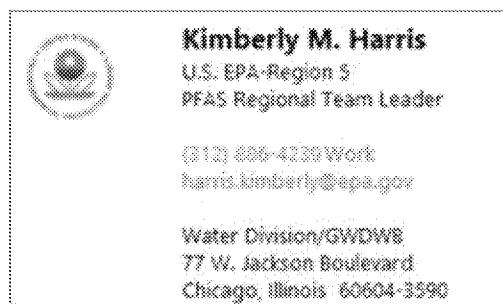 Kimberly M. Harris
U.S. EPA-Region 5
PFAS Regional Team Leader
(312) 886-4239 Work
harris.kimberly@epa.gov
Water Division/GWDWB
77 W. Jackson Boulevard
Chicago, Illinois 60604-3590